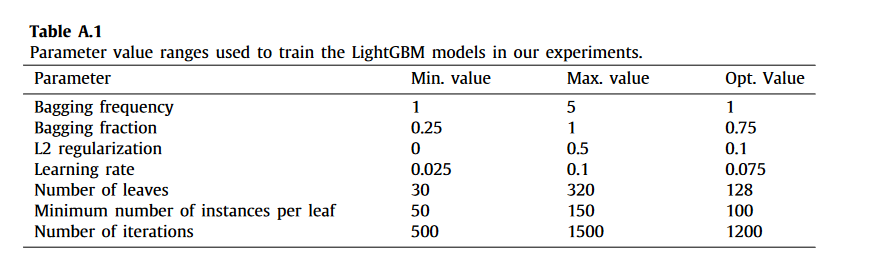 Table A.1
Parameter value ranges used to train the LightGBM models in our experiments.
Parameter Min. value Max. value Opt. Value
Bagging frequency 1 5 1
Bagging fraction 0.25 1 0.75
L2 regularization 0 0.5 0.1
Learning rate 0.025 0.1 0.075
Number of leaves 30 320 128
Minimum number of instances per leaf 50 150 100
Number of iterations 500 1500 1200